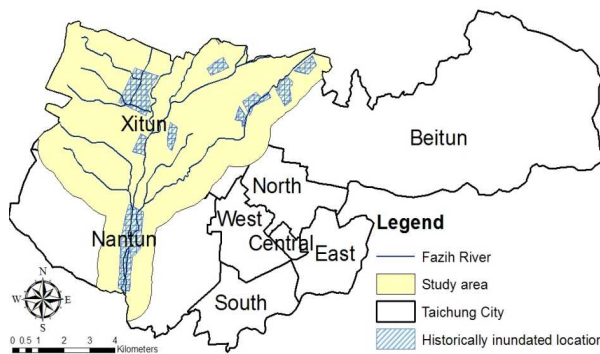 Xitun
Beitun
North
West
Central
East
Nantun
South
Legend
Fazih River
Study area
Taichung City
Historically inundated location
N
W
E
S
0 0.5 1 2 3 4
Kilometers